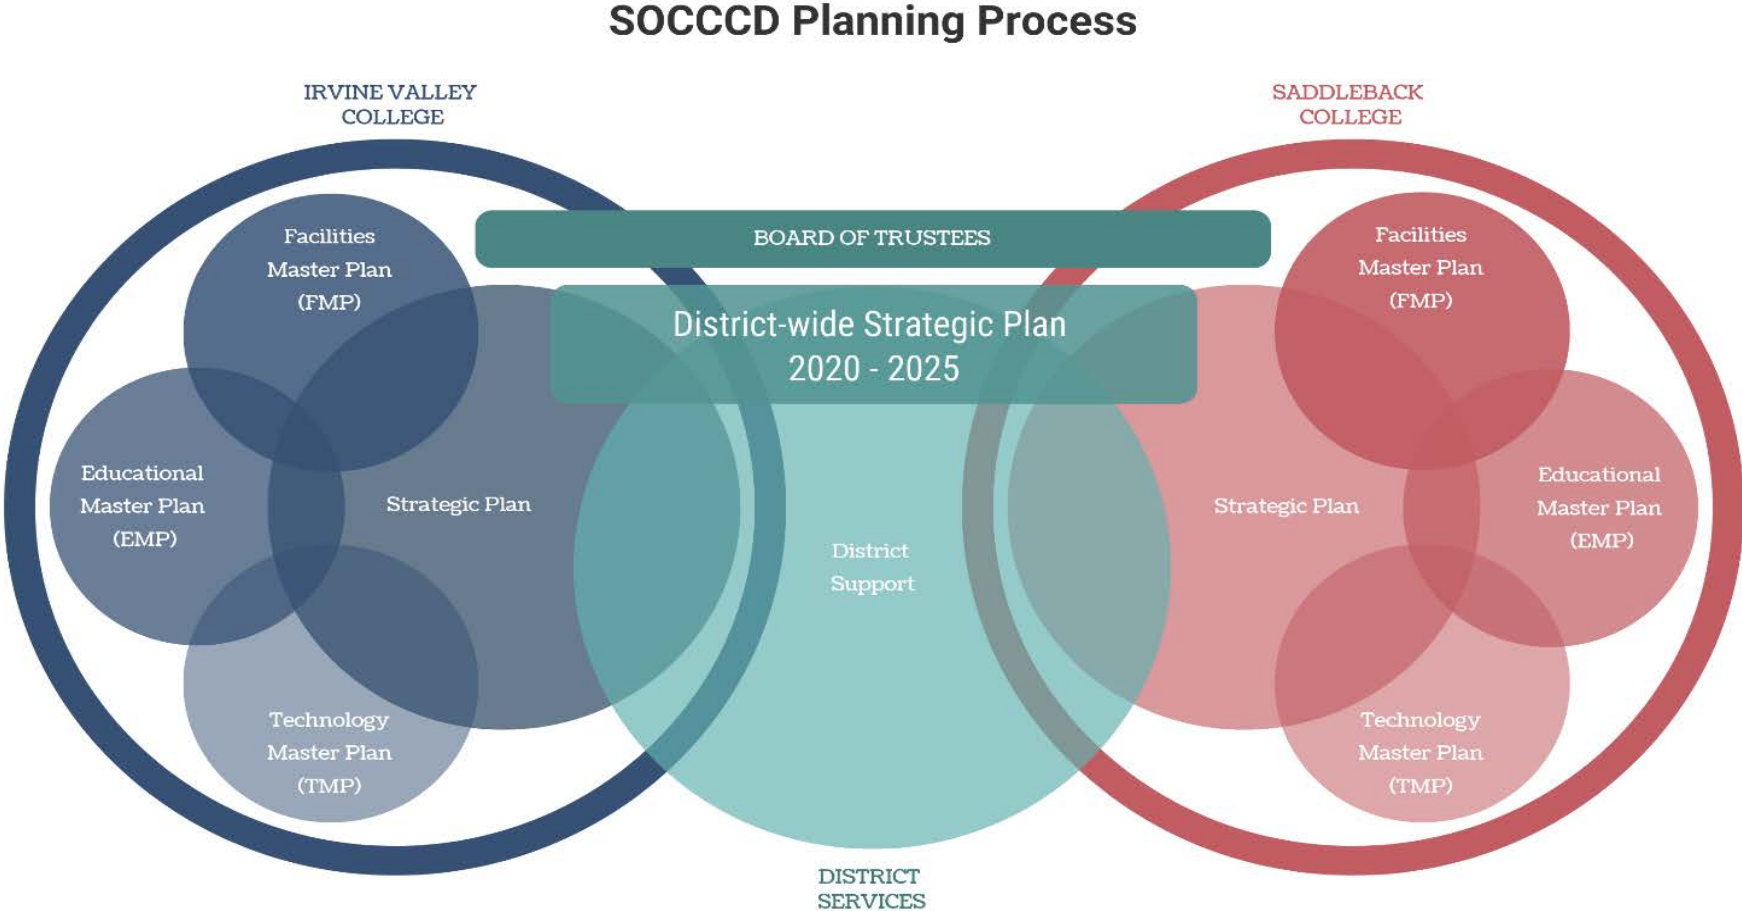 SOCCCD Planning Process
IRVINE VALLEY
COLLEGE
SADDLEBACK
COLLEGE
BOARD OF TRUSTEES
District-wide Strategic Plan
2020 - 2025
Facilities
Master Plan
(FMP)
Educational
Master Plan
(EMP)
Strategic Plan
Technology
Master Plan
(TMP)
District
Support
Facilities
Master Plan
(FMP)
Strategic Plan
Educational
Master Plan
(EMP)
Technology
Master Plan
(TMP)
DISTRICT
SERVICES